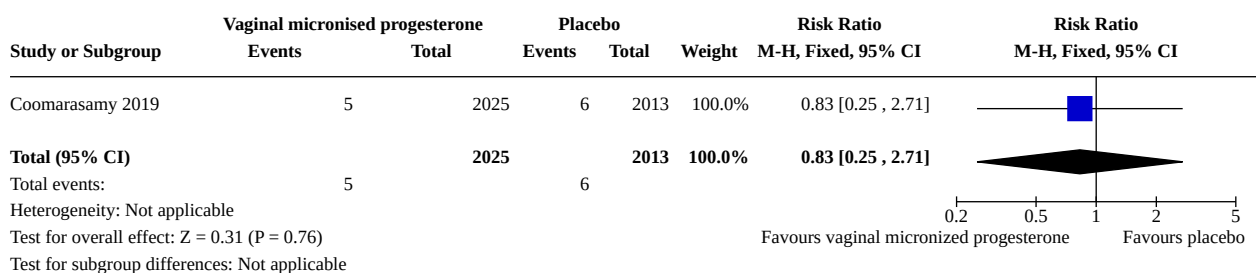 Vaginal micronised progesterone Placebo Risk Ratio Risk Ratio
Study or Subgroup Events Total Events Total Weight M-H, Fixed, 95% CI M-H, Fixed, 95% CI
Coomarasamy 2019 5 2025 6 2013 100.0% 0.83 [0.25 , 2.71]
Total (95% CI) 2025 2013 100.0% 0.83 [0.25 , 2.71]
Total events: 5 6
Heterogeneity: Not applicable
0.2 0.5 1 2 5
Test for overall effect: Z = 0.31 (P = 0.76) Favours vaginal micronized progesterone Favours placebo
Test for subgroup differences: Not applicable